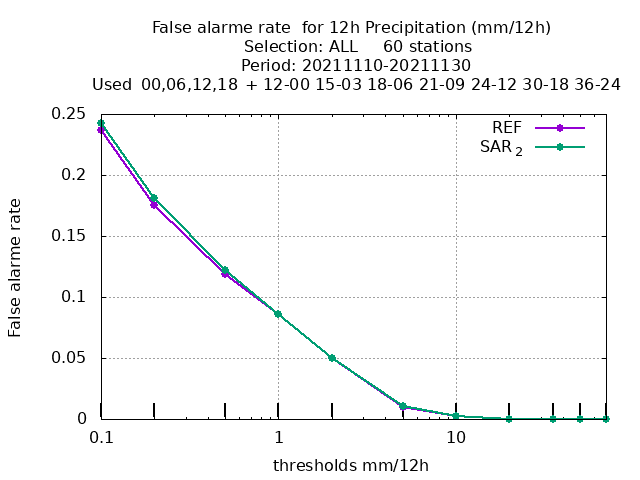 False alarme rate  for 12h Precipitation (mm/12h)
Selection: ALL     60 stations
Period: 20211110-20211130
Used  00,06,12,18  + 12-00 15-03 18-06 21-09 24-12 30-18 36-24
0.25
REF
SAR 2
0.2
0.15
0.1
0.05
0
False alarme rate
0.1 1 10
thresholds mm/12h